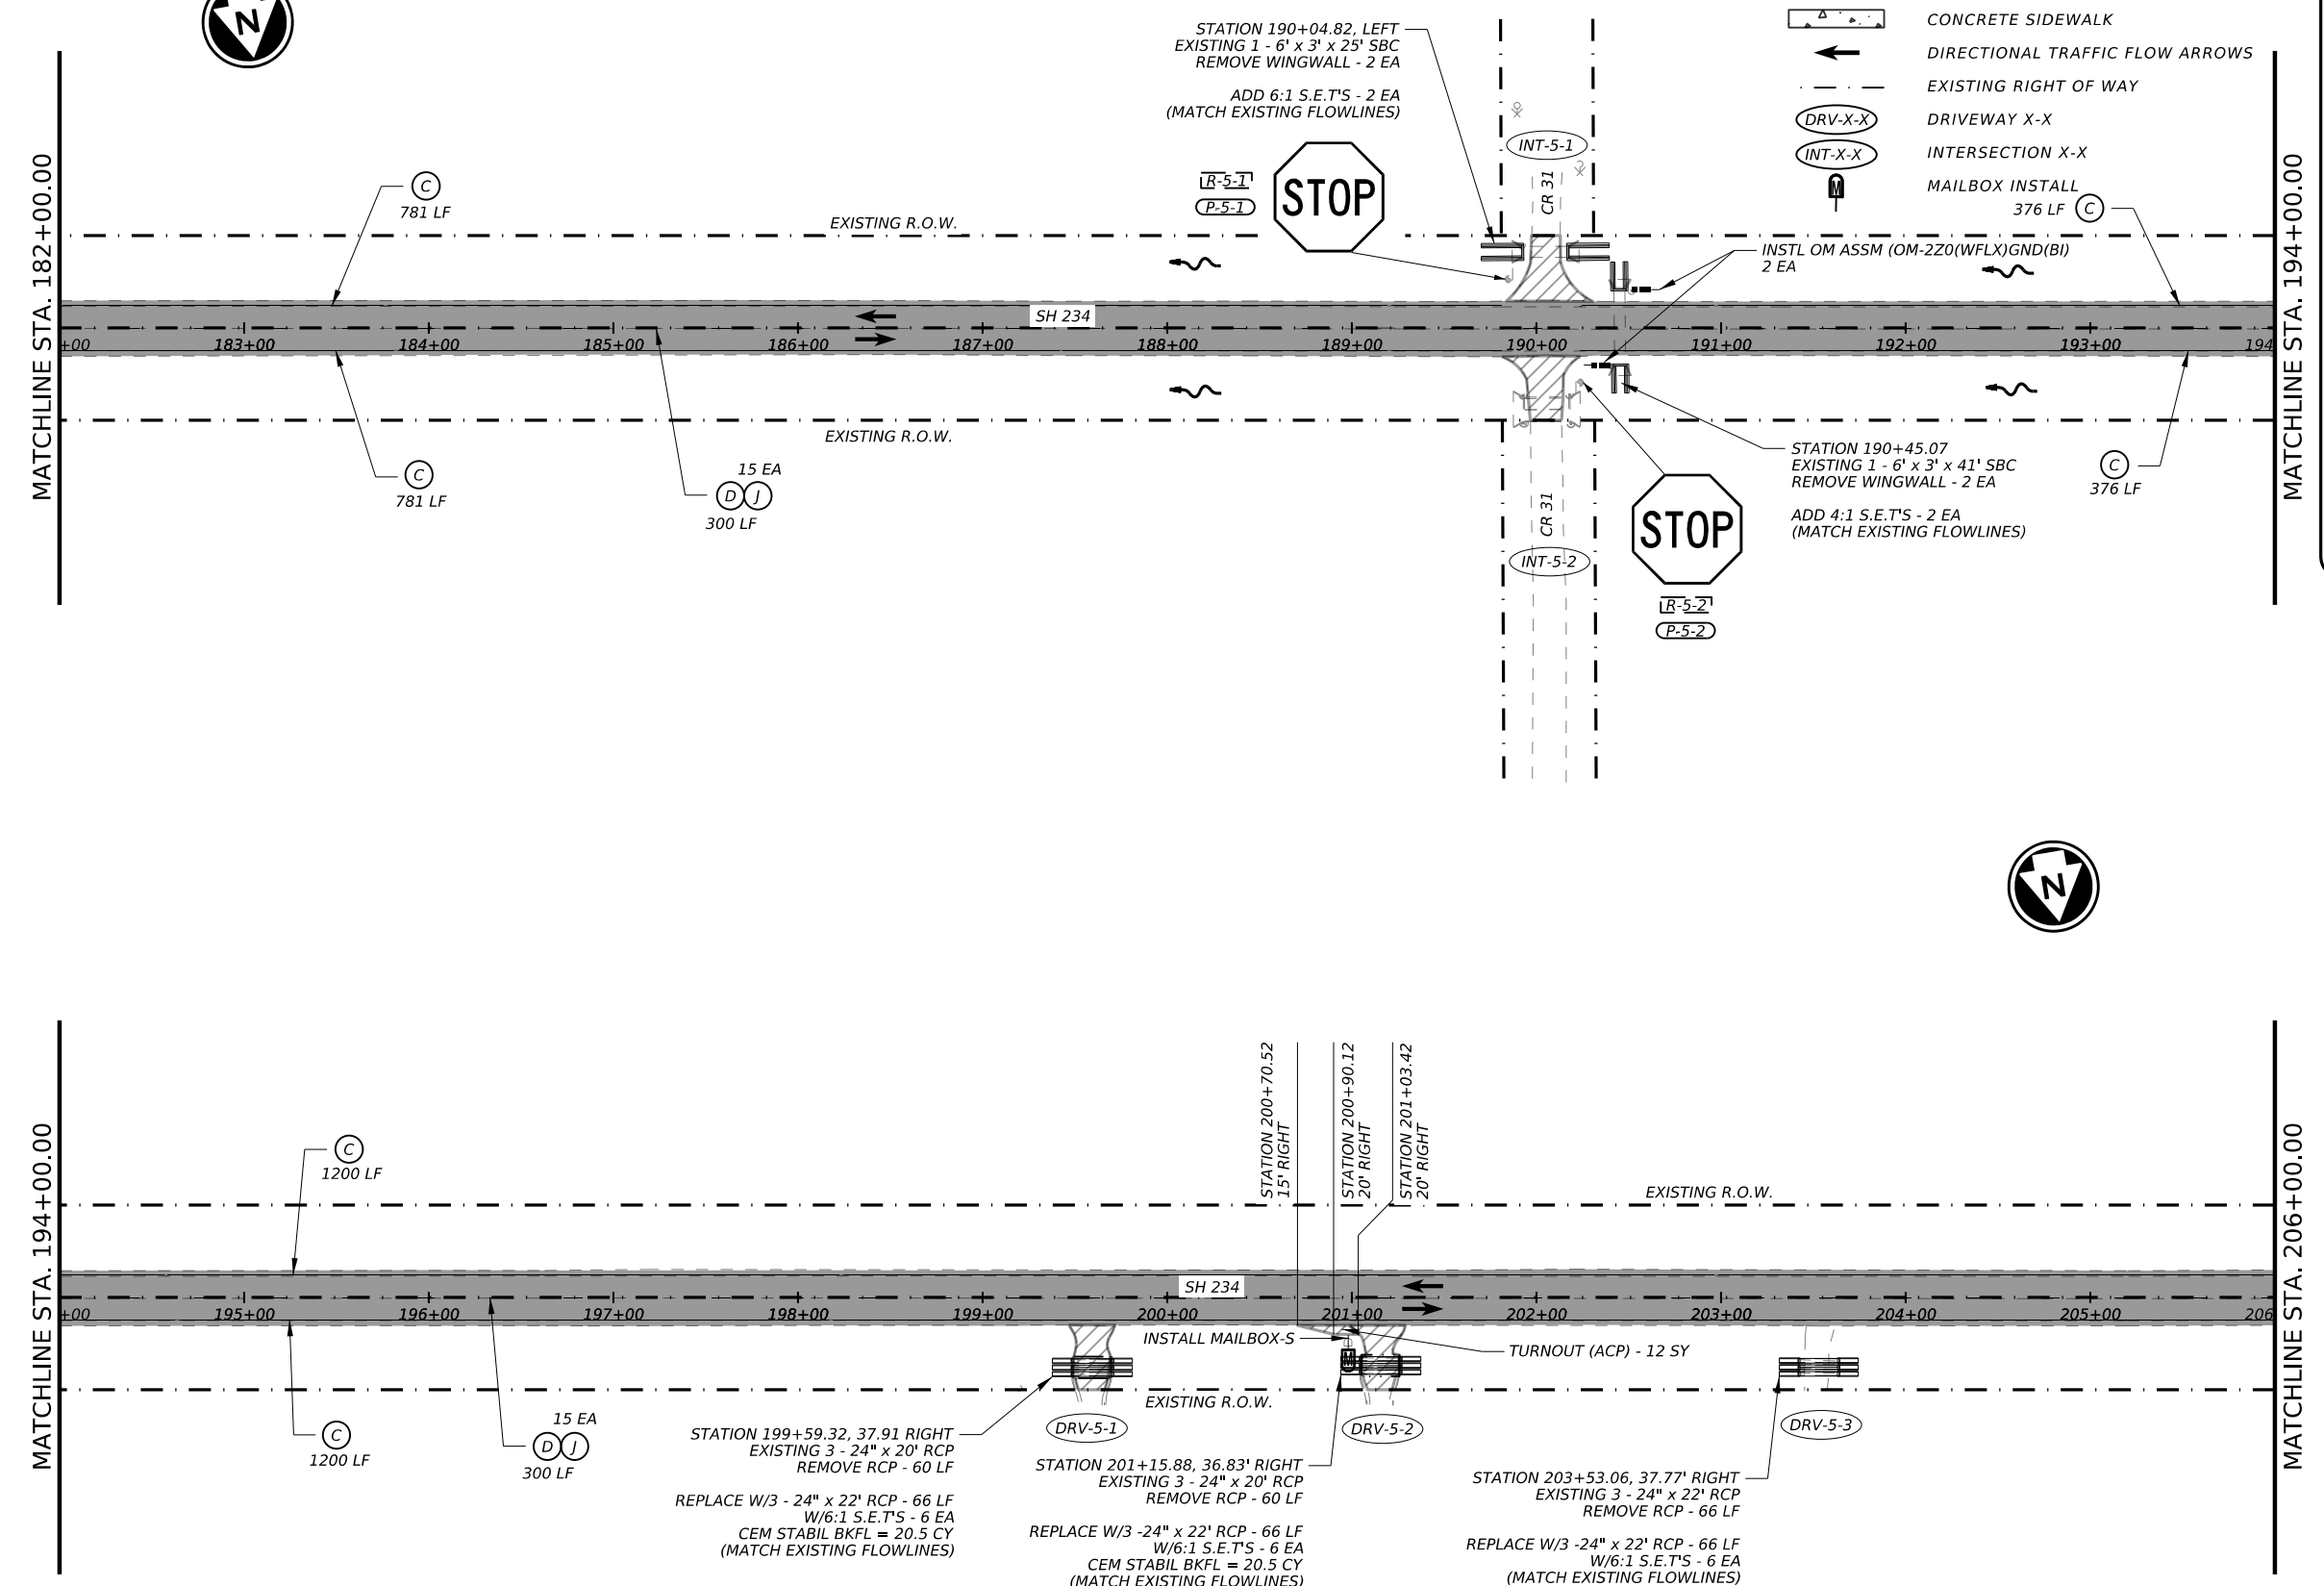 N
STATION 190+04.82, LEFT
EXISTING 1 - 6' x 3' x 25' SBC
REMOVE WINGWALL - 2 EA
ADD 6:1 S.E.T'S - 2 EA
(MATCH EXISTING FLOWLINES)
CONCRETE SIDEWALK
DIRECTIONAL TRAFFIC FLOW ARROWS
EXISTING RIGHT OF WAY
DRV-X-X
DRIVEWAY X-X
INT-X-X
INTERSECTION X-X
M
MAILBOX INSTALL
MATCHLINE STA. 182+00.00
C
781 LF
EXISTING R.O.W.
R-5-1
P-5-1
STOP
INT-5-1
CR 31
376 LF
C
INSTL OM ASSM (OM-2Z0(WFLX)GND(BI)
2 EA
MATCHLINE STA. 194+00.00
SH 234
+00
183+00
184+00
185+00
186+00
187+00
188+00
189+00
190+00
191+00
192+00
193+00
194
EXISTING R.O.W.
C
781 LF
15 EA
D
J
300 LF
CR 31
INT-5-2
STOP
R-5-2
P-5-2
STATION 190+45.07
EXISTING 1 - 6' x 3' x 41' SBC
REMOVE WINGWALL - 2 EA
ADD 4:1 S.E.T'S - 2 EA
(MATCH EXISTING FLOWLINES)
C
376 LF
N
MATCHLINE STA. 194+00.00
C
1200 LF
STATION 200+70.52
15' RIGHT
STATION 200+90.12
20' RIGHT
STATION 201+03.42
20' RIGHT
EXISTING R.O.W.
MATCHLINE STA. 206+00.00
SH 234
+00
195+00
196+00
197+00
198+00
199+00
200+00
201+00
202+00
203+00
204+00
205+00
206
INSTALL MAILBOX-S
M
TURNOUT (ACP) - 12 SY
EXISTING R.O.W.
C
1200 LF
15 EA
D
J
300 LF
STATION 199+59.32, 37.91 RIGHT
EXISTING 3 - 24" x 20' RCP
REMOVE RCP - 60 LF
REPLACE W/3 - 24" x 22' RCP - 66 LF
W/6:1 S.E.T'S - 6 EA
CEM STABIL BKFL = 20.5 CY
(MATCH EXISTING FLOWLINES)
DRV-5-1
STATION 201+15.88, 36.83' RIGHT
EXISTING 3 - 24" x 20' RCP
REMOVE RCP - 60 LF
REPLACE W/3 -24" x 22' RCP - 66 LF
W/6:1 S.E.T'S - 6 EA
CEM STABIL BKFL = 20.5 CY
(MATCH EXISTING FLOWLINES)
DRV-5-2
STATION 203+53.06, 37.77' RIGHT
EXISTING 3 - 24" x 22' RCP
REMOVE RCP - 66 LF
REPLACE W/3 -24" x 22' RCP - 66 LF
W/6:1 S.E.T'S - 6 EA
(MATCH EXISTING FLOWLINES)
DRV-5-3